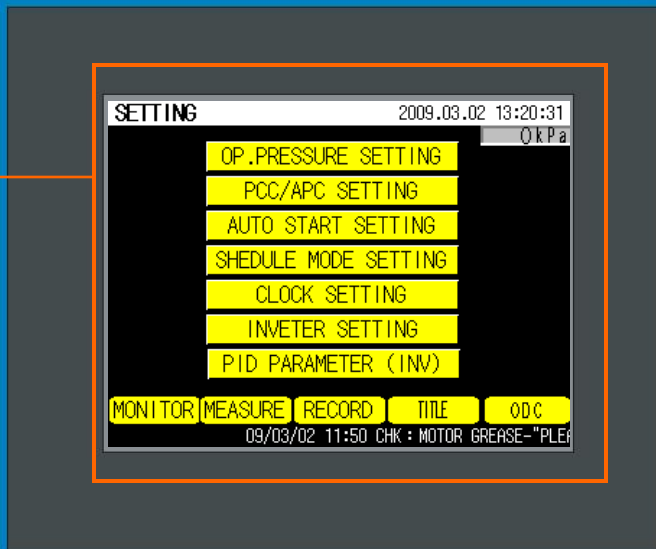 SETTING 2009.03.02 13:20:31
0kPa
OP.PRESSURE SETTING
PCC/APC SETTING
AUTO START SETTING
SHEDULE MODE SETTING
CLOCK SETTING
INVETER SETTING
PID PARAMETER (INV)
MONITOR MEASURE RECORD TITLE ODC
09/03/02 11:50 CHK : MOTOR GREASE-"PLEA